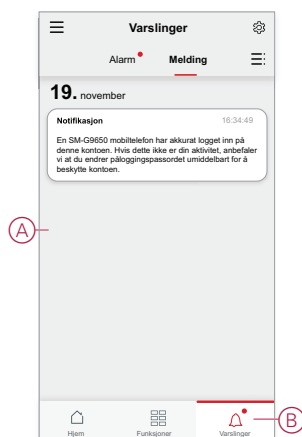 Varslinger
Alarm Melding
19. november
Notifikasjon 16:34:49
En SM-G9650 mobiltelefon har akkurat logget inn på
denne kontoen. Hvis dette ikke er din aktivitet, anbefaler
vi at du endrer påloggingspassordet umiddelbart for å
beskytte kontoen.
A
B
Hjem Funksjoner Varslinger